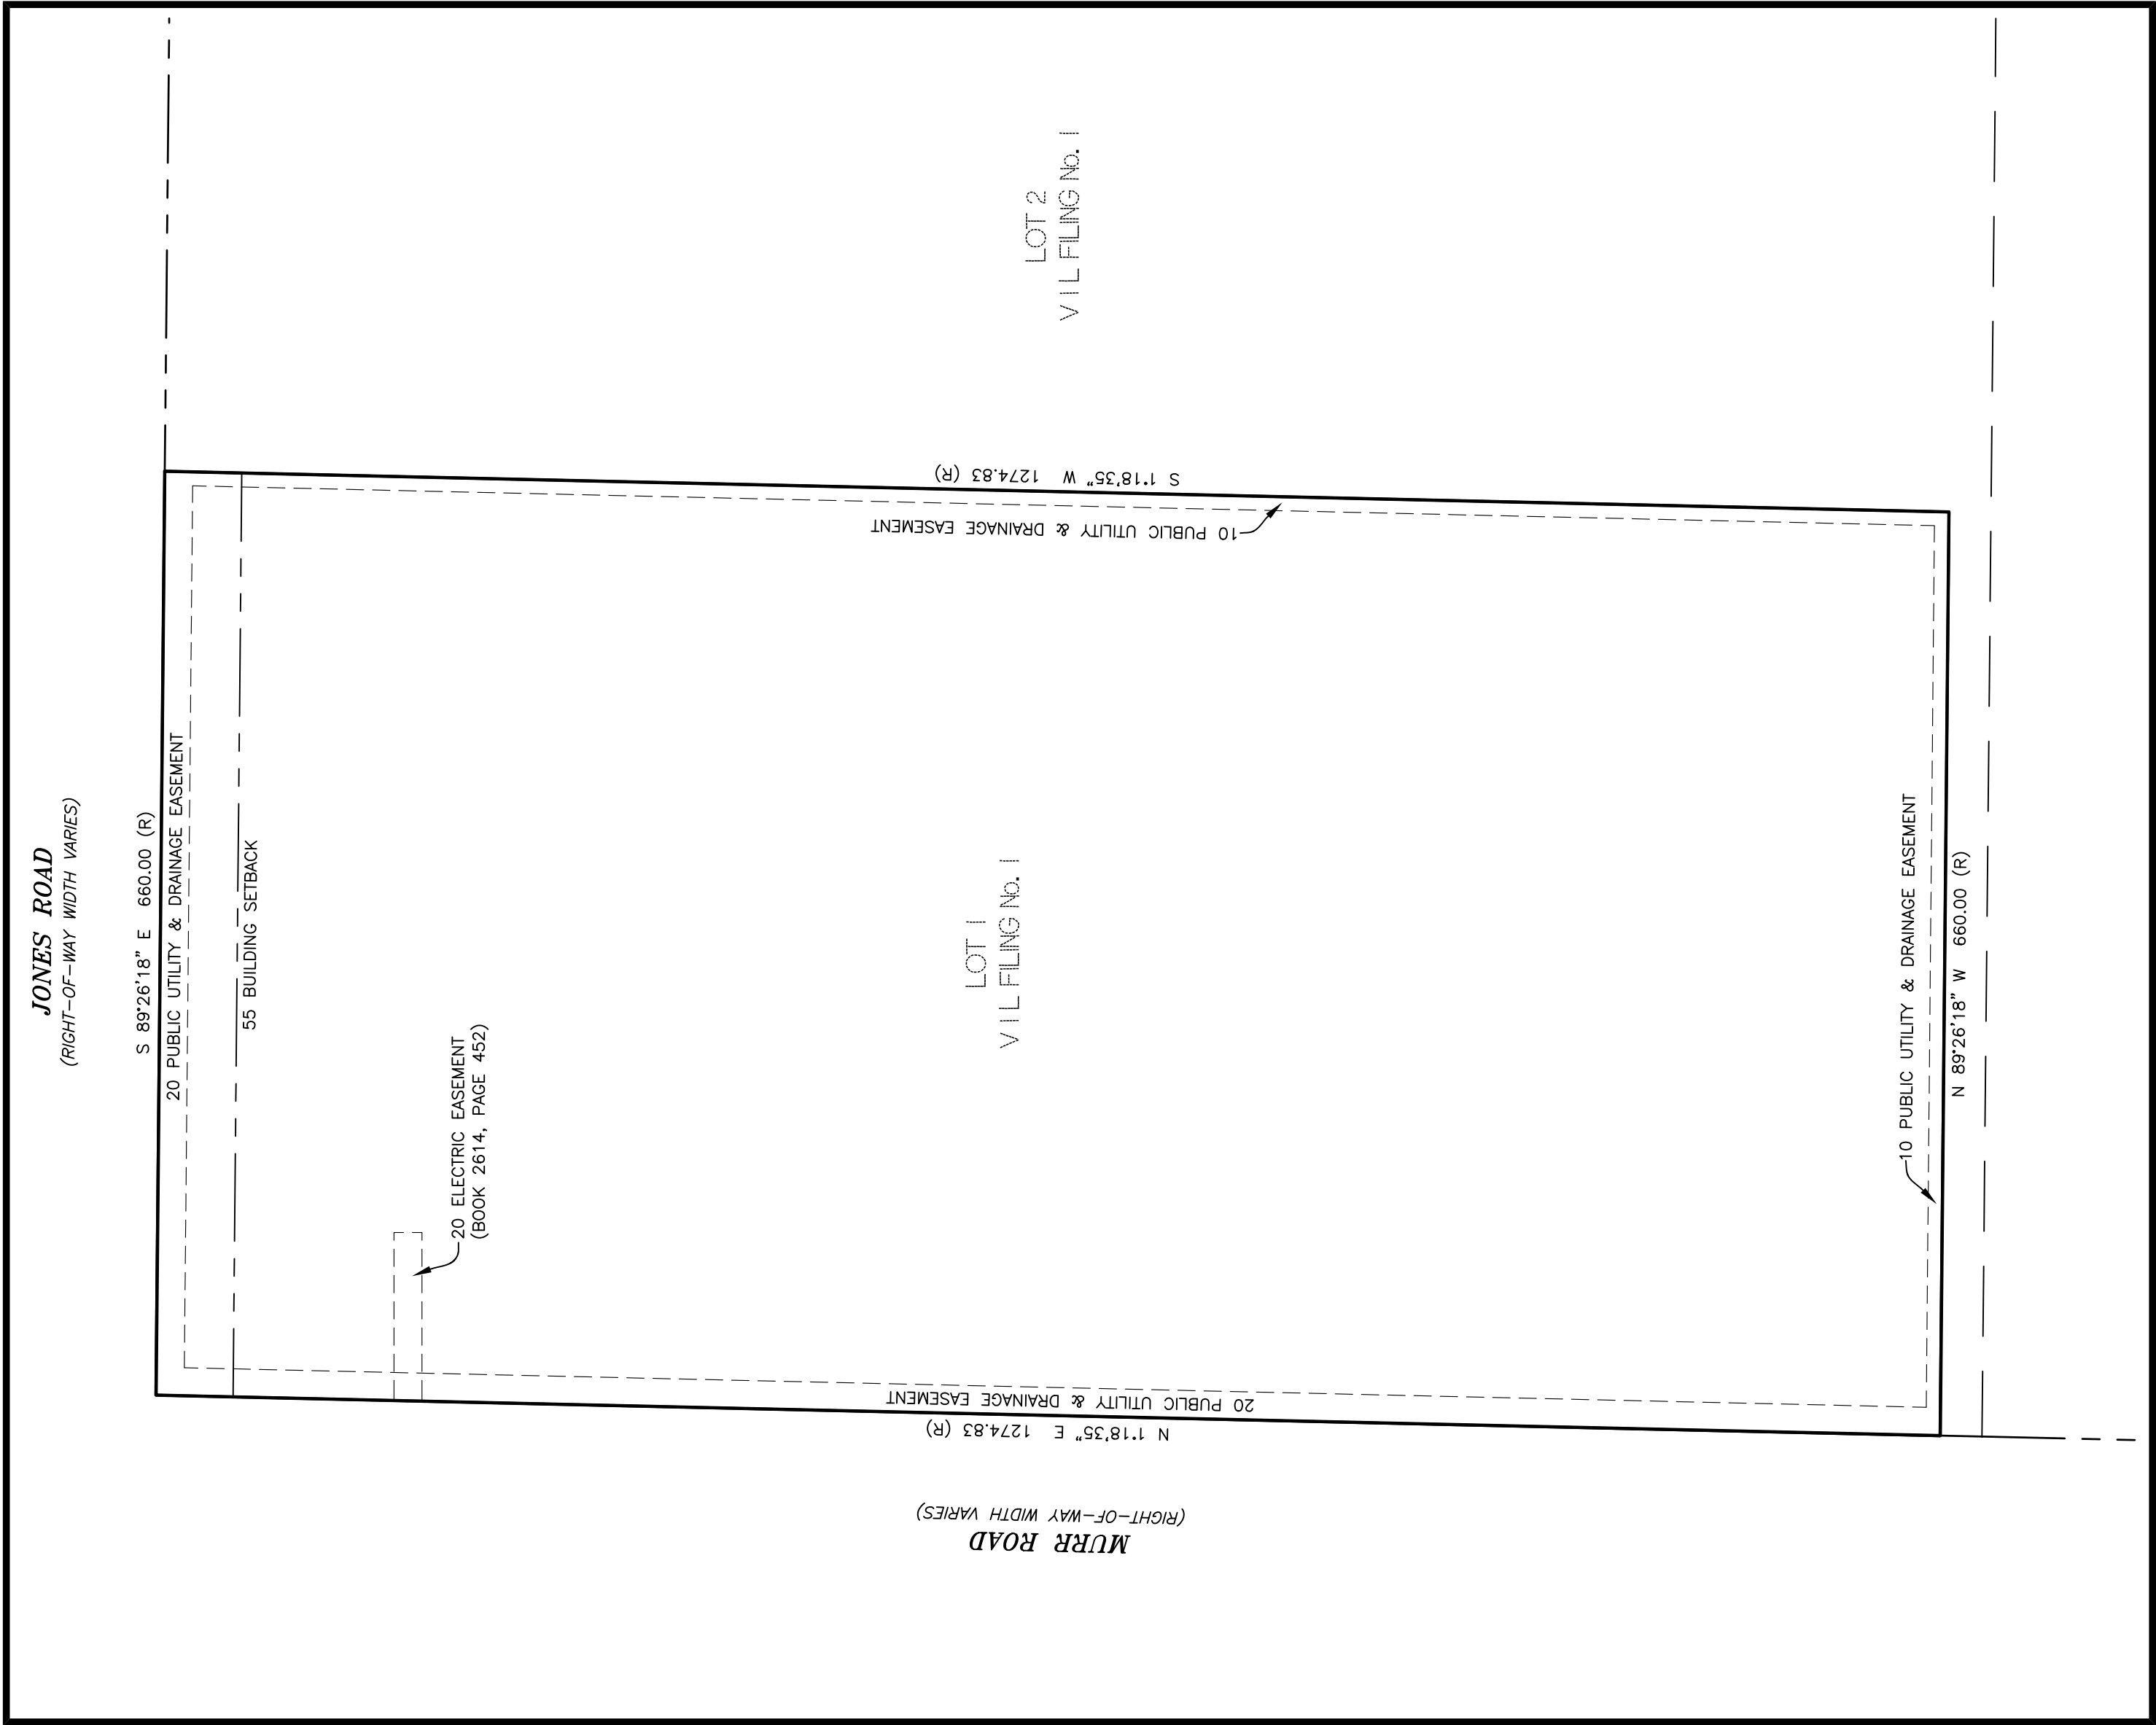 JONES ROAD
(RIGHT-OF-WAY WIDTH VARIES)
S 89°26'18" E 660.00 (R)
20 PUBLIC UTILITY & DRAINAGE EASEMENT
55 BUILDING SETBACK
20 ELECTRIC EASEMENT
(BOOK 2614, PAGE 452)
LOT 1
V I L FILING No. 1
LOT 2
V I L FILING No. 1
S 1°18'35" W 1274.83 (R)
10 PUBLIC UTILITY & DRAINAGE EASEMENT
10 PUBLIC UTILITY & DRAINAGE EASEMENT
N 89°26'18" W 660.00 (R)
20 PUBLIC UTILITY & DRAINAGE EASEMENT
N 1°18'35" E 1274.83 (R)
(RIGHT-OF-WAY WIDTH VARIES)
MURR ROAD